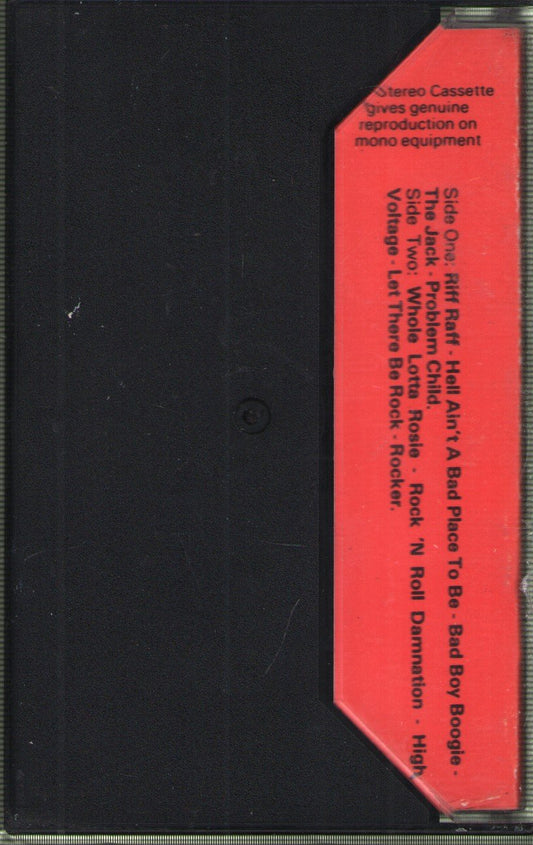 Stereo Cassette
gives genuine
reproduction on
mono equipment
Side One: Riff Raff · Hell Ain't A Bad Place To Be · Bad Boy Boogie ·
The Jack · Problem Child.
Side Two: Whole Lotta Rosie · Rock 'N Roll Damnation · High
Voltage · Let There Be Rock · Rocker.